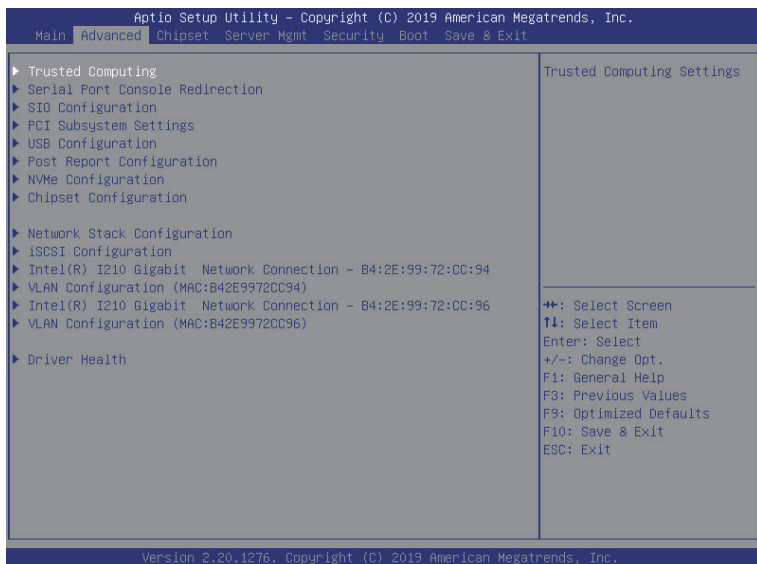 Aptio Setup Utility – Copyright (C) 2019 American Megatrends, Inc.
Main Advanced Chipset Server Mgmt Security Boot Save & Exit
Trusted Computing
Serial Port Console Redirection
SIO Configuration
PCI Subsystem Settings
USB Configuration
Post Report Configuration
NVMe Configuration
Chipset Configuration
Network Stack Configuration
iSCSI Configuration
Intel(R) I210 Gigabit  Network Connection – B4:2E:99:72:CC:94
VLAN Configuration (MAC:B42E9972CC94)
Intel(R) I210 Gigabit  Network Connection – B4:2E:99:72:CC:96
VLAN Configuration (MAC:B42E9972CC96)
Driver Health
Trusted Computing Settings
→←: Select Screen
↑↓: Select Item
Enter: Select
+/-: Change Opt.
F1: General Help
F3: Previous Values
F9: Optimized Defaults
F10: Save & Exit
ESC: Exit
Version 2.20.1276. Copyright (C) 2019 American Megatrends, Inc.